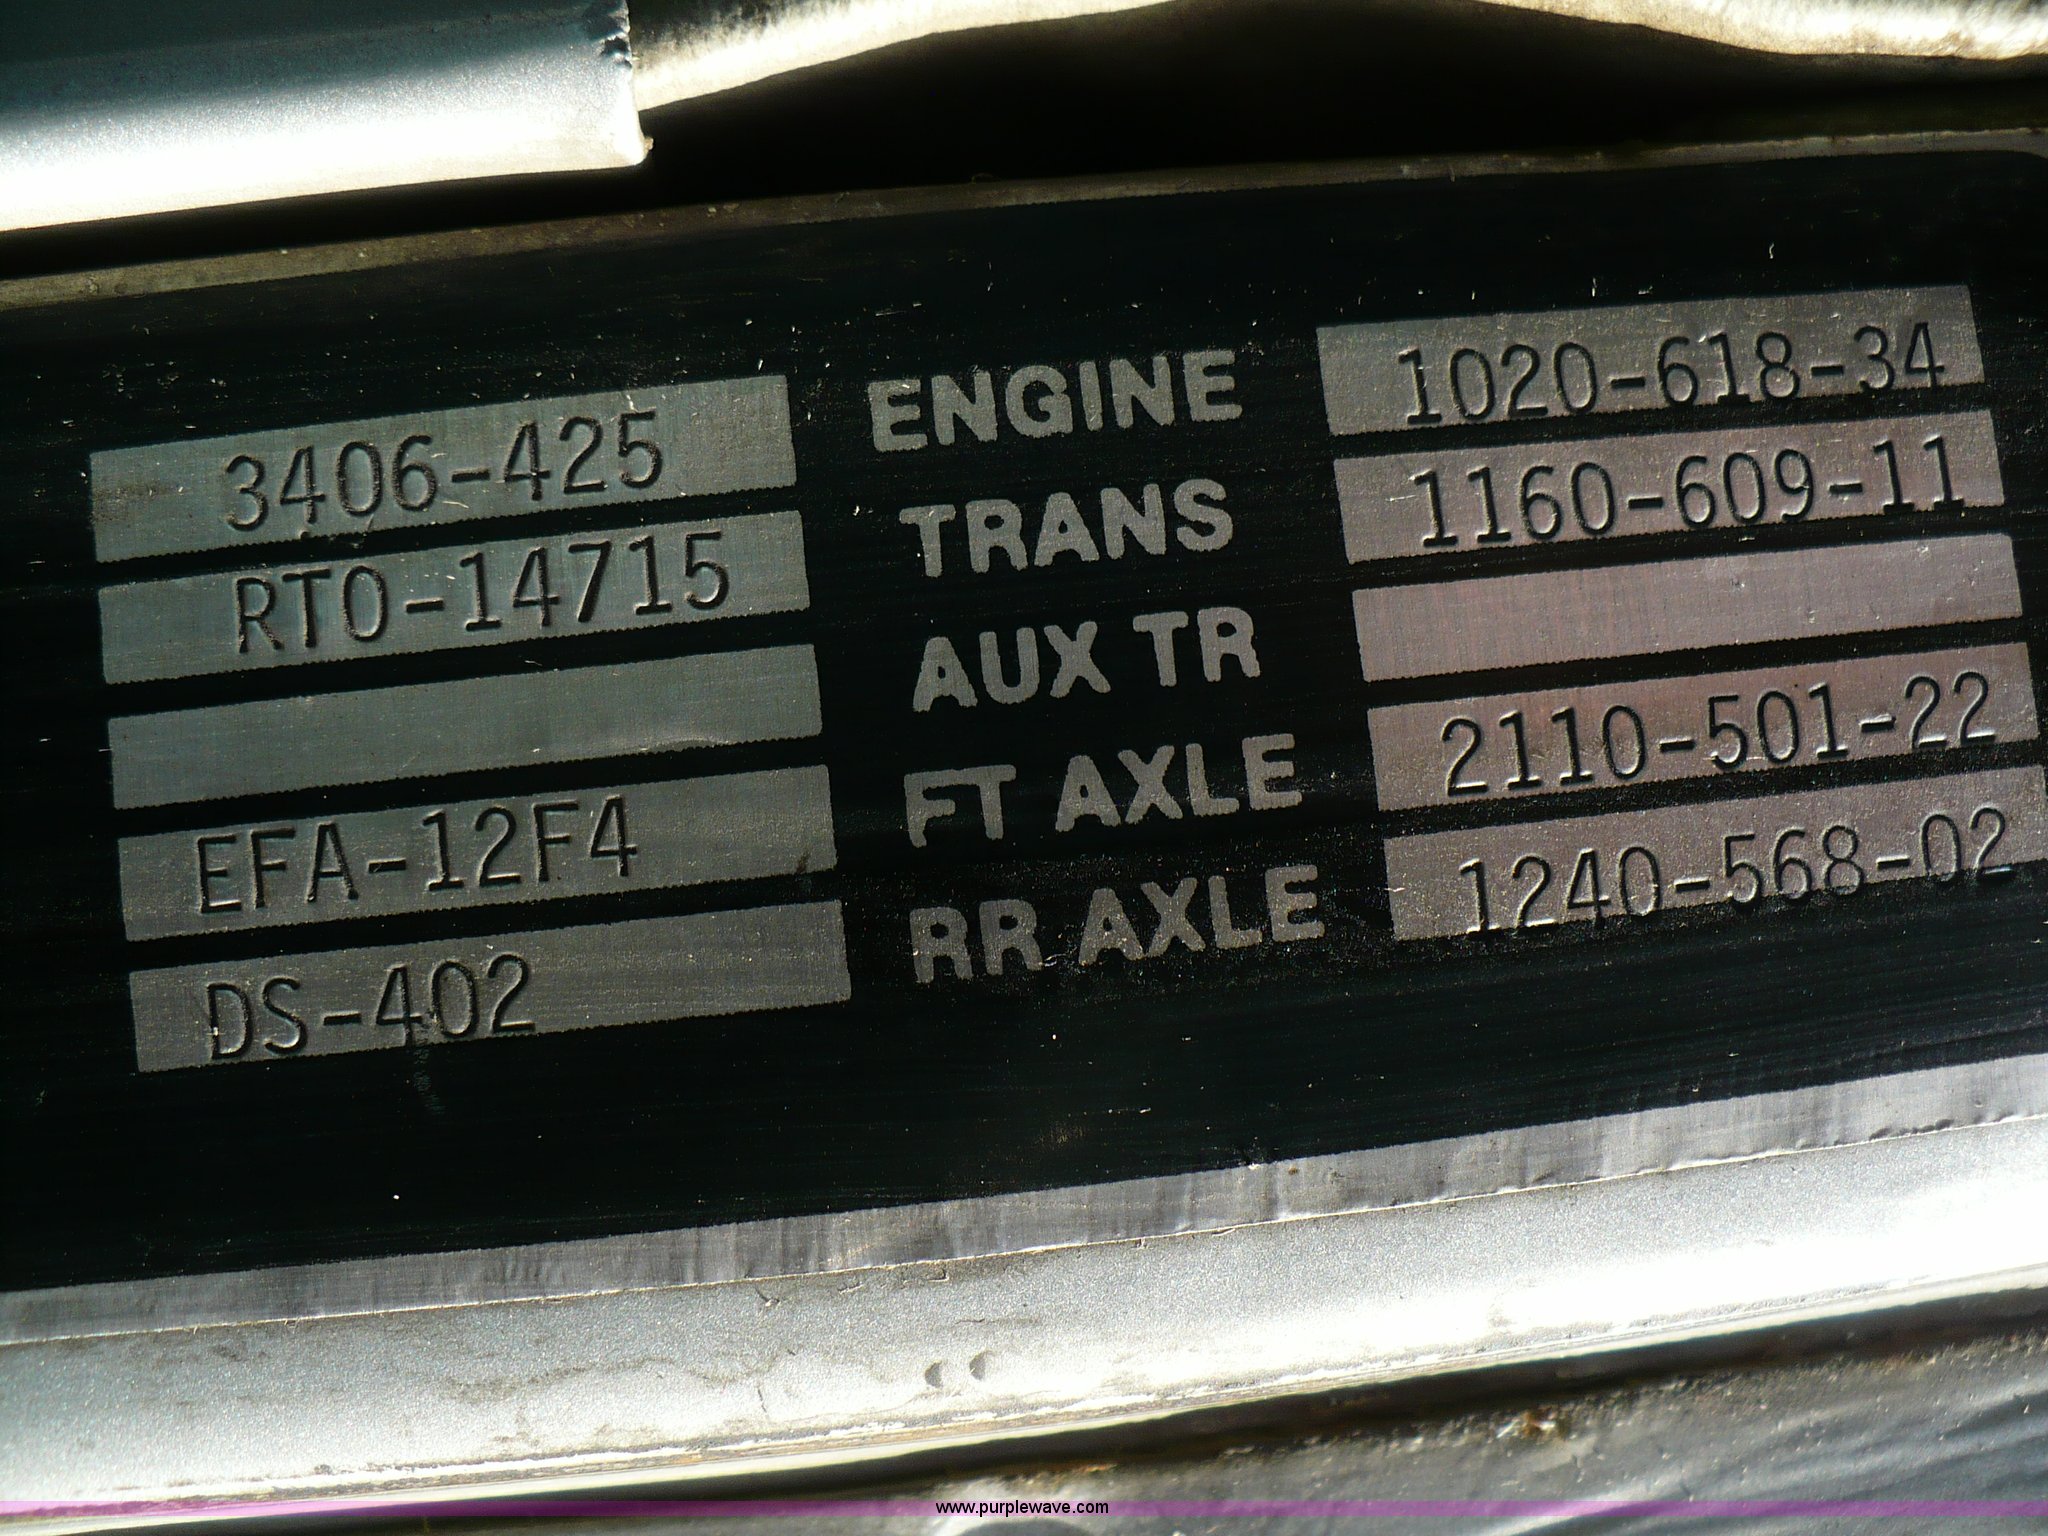 3406-425 ENGINE 1020-618-34
RTO-14715 TRANS 1160-609-11
AUX TR
EFA-12F4 FT AXLE 2110-501-22
DS-402 RR AXLE 1240-568-02
www.purplewave.com